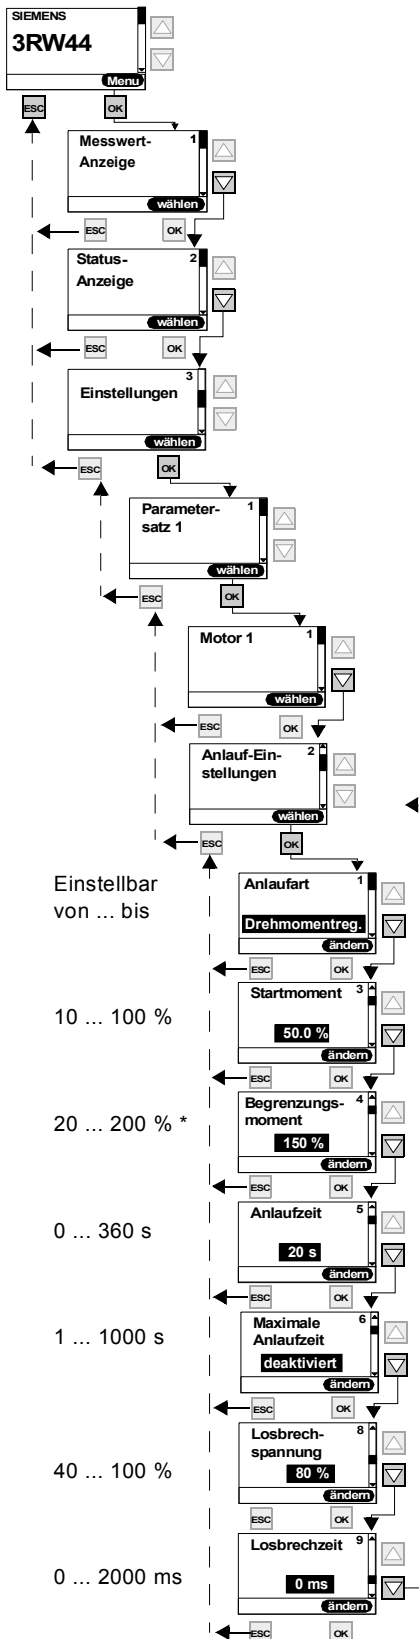 SIEMENS
3RW44
Menu
ESC
OK
Messwert-
Anzeige
1
wählen
ESC
OK
Status-
Anzeige
2
wählen
ESC
OK
Einstellungen
3
wählen
ESC
OK
Parameter-
satz 1
1
wählen
ESC
OK
Motor 1
1
wählen
ESC
OK
Anlauf-Ein-
stellungen
2
wählen
ESC
OK
Einstellbar
von ... bis
Anlaufart
1
Drehmomentreg.
ändern
ESC
OK
10 ... 100 %
Startmoment
3
50.0 %
ändern
ESC
OK
20 ... 200 % *
Begrenzungs-
moment
4
150 %
ändern
ESC
OK
0 ... 360 s
Anlaufzeit
5
20 s
ändern
ESC
OK
1 ... 1000 s
Maximale
Anlaufzeit
6
deaktiviert
ändern
ESC
OK
40 ... 100 %
Losbrech-
spannung
8
80 %
ändern
ESC
OK
0 ... 2000 ms
Losbrechzeit
9
0 ms
ändern
ESC
OK